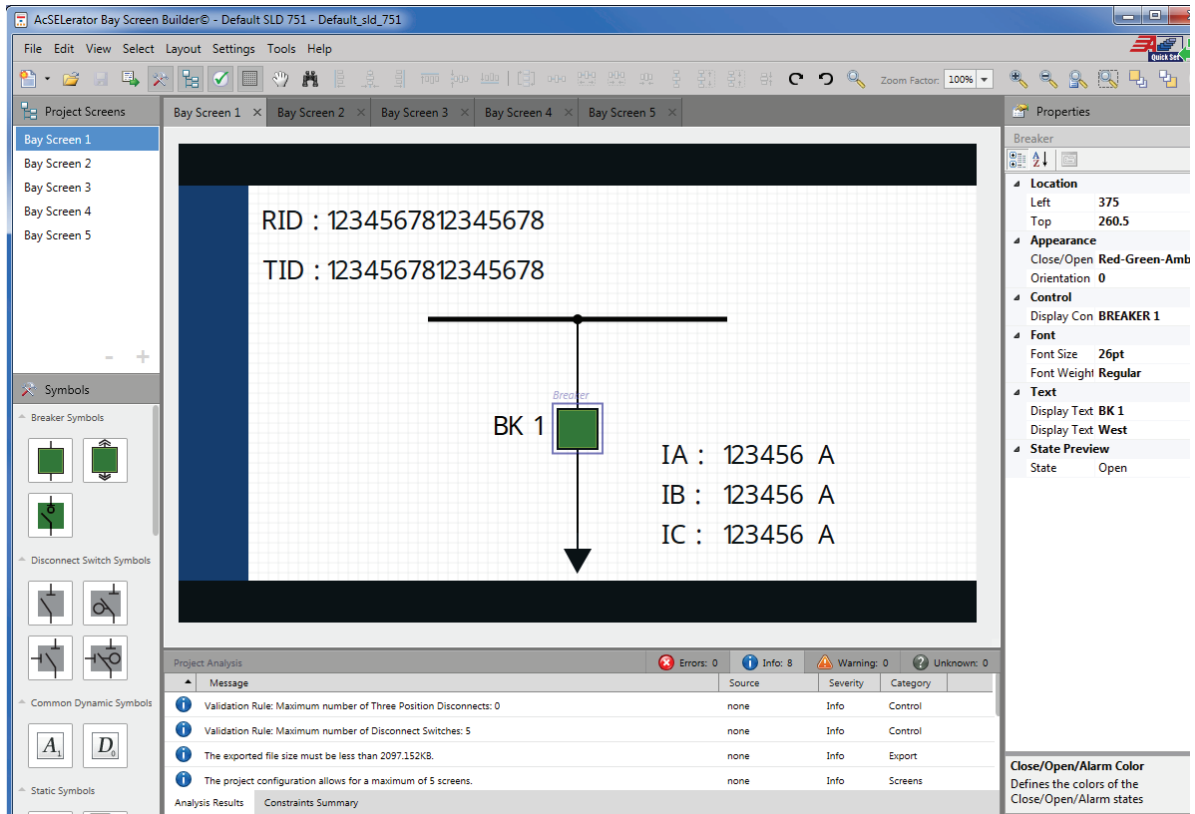 AcSELerator Bay Screen Builder© - Default SLD 751 - Default_sld_751
File Edit View Select Layout Settings Tools Help
Quick Set
Zoom Factor: 100%
Project Screens
Bay Screen 1
Bay Screen 2
Bay Screen 3
Bay Screen 4
Bay Screen 5
Bay Screen 1 Bay Screen 2 Bay Screen 3 Bay Screen 4 Bay Screen 5
RID : 1234567812345678
TID : 1234567812345678
Breaker
BK 1
IA : 123456 A
IB : 123456 A
IC : 123456 A
Symbols
Breaker Symbols
Disconnect Switch Symbols
Common Dynamic Symbols
A1 D0
Static Symbols
Project Analysis Errors: 0 Info: 8 Warning: 0 Unknown: 0
Message Source Severity Category
Validation Rule: Maximum number of Three Position Disconnects: 0 none Info Control
Validation Rule: Maximum number of Disconnect Switches: 5 none Info Control
The exported file size must be less than 2097.152KB. none Info Export
The project configuration allows for a maximum of 5 screens. none Info Screens
Analysis Results Constraints Summary
Properties
Breaker
Location
Left 375
Top 260.5
Appearance
Close/Open Red-Green-Amb
Orientation 0
Control
Display Con BREAKER 1
Font
Font Size 26pt
Font Weight Regular
Text
Display Text BK 1
Display Text West
State Preview
State Open
Close/Open/Alarm Color
Defines the colors of the
Close/Open/Alarm states